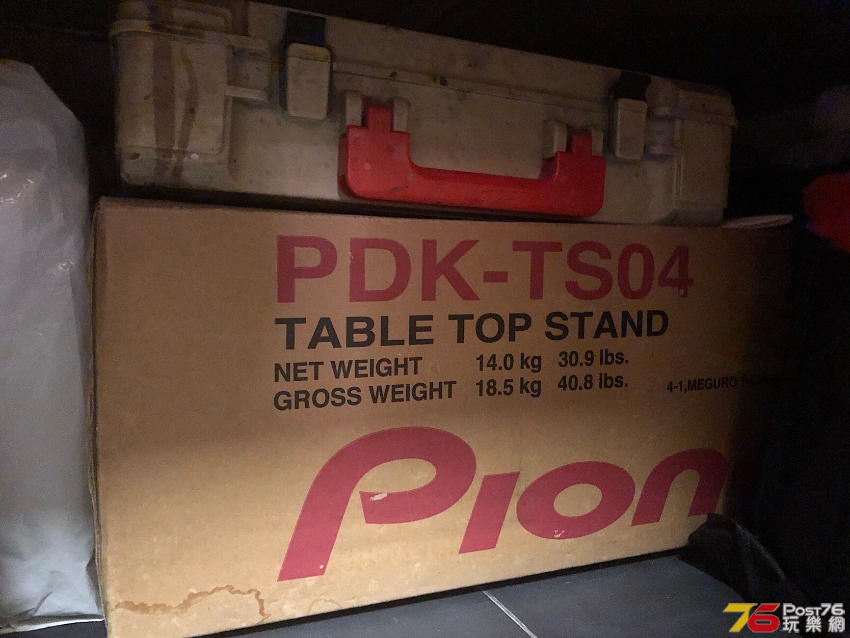 PDK-TS04
TABLE TOP STAND
NET WEIGHT 14.0 kg 30.9 lbs.
GROSS WEIGHT 18.5 kg 40.8 lbs.
4-1, MEGURO
Pion
76 Post76
玩樂網